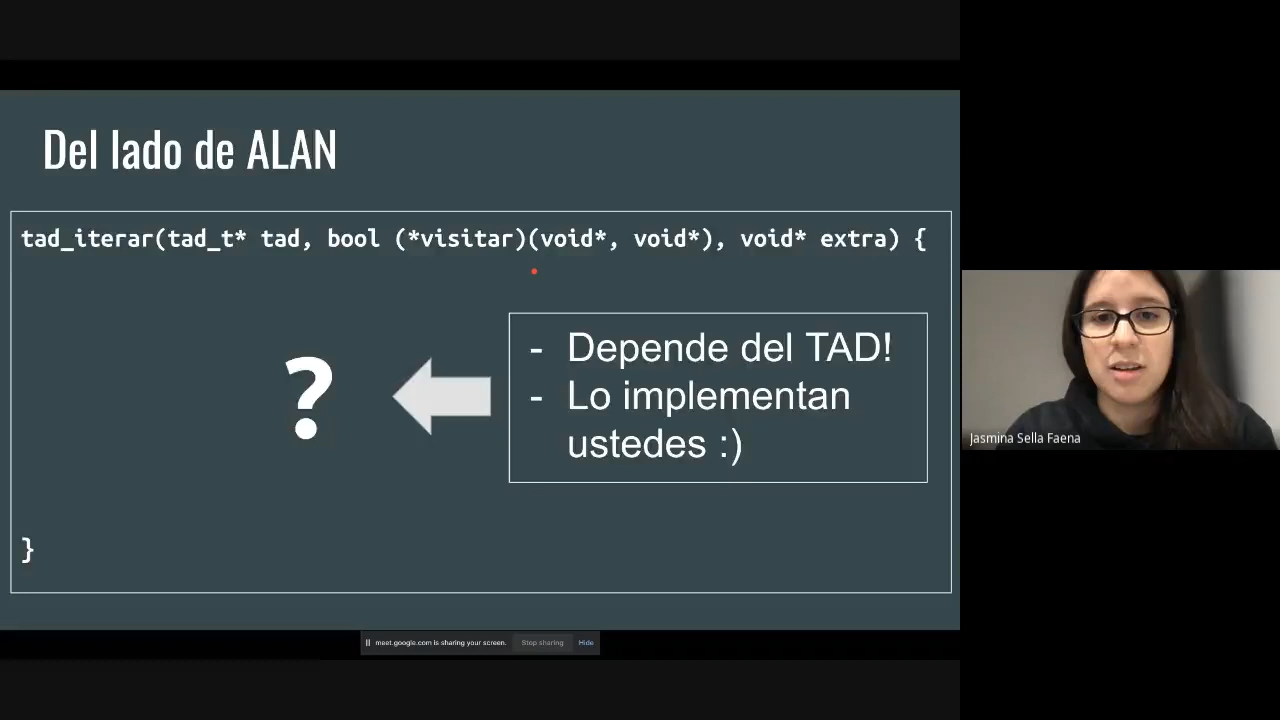 Del lado de ALAN
tad_iterar(tad_t* tad, bool (*visitar)(void*, void*), void* extra) {
?
- Depende del TAD!
- Lo implementan
ustedes :)
}
Jasmina Sella Faena
meet.google.com is sharing your screen. Stop sharing Hide